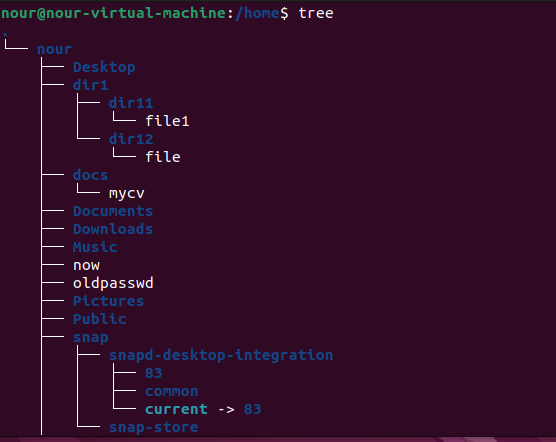 nour@nour-virtual-machine:/home$ tree
.
└── nour
    ├── Desktop
    ├── dir1
    │   ├── dir11
    │   │   └── file1
    │   └── dir12
    │       └── file
    ├── docs
    │   └── mycv
    ├── Documents
    ├── Downloads
    ├── Music
    ├── now
    ├── oldpasswd
    ├── Pictures
    ├── Public
    ├── snap
    │   ├── snapd-desktop-integration
    │   │   ├── 83
    │   │   ├── common
    │   │   └── current -> 83
    │   └── snap-store